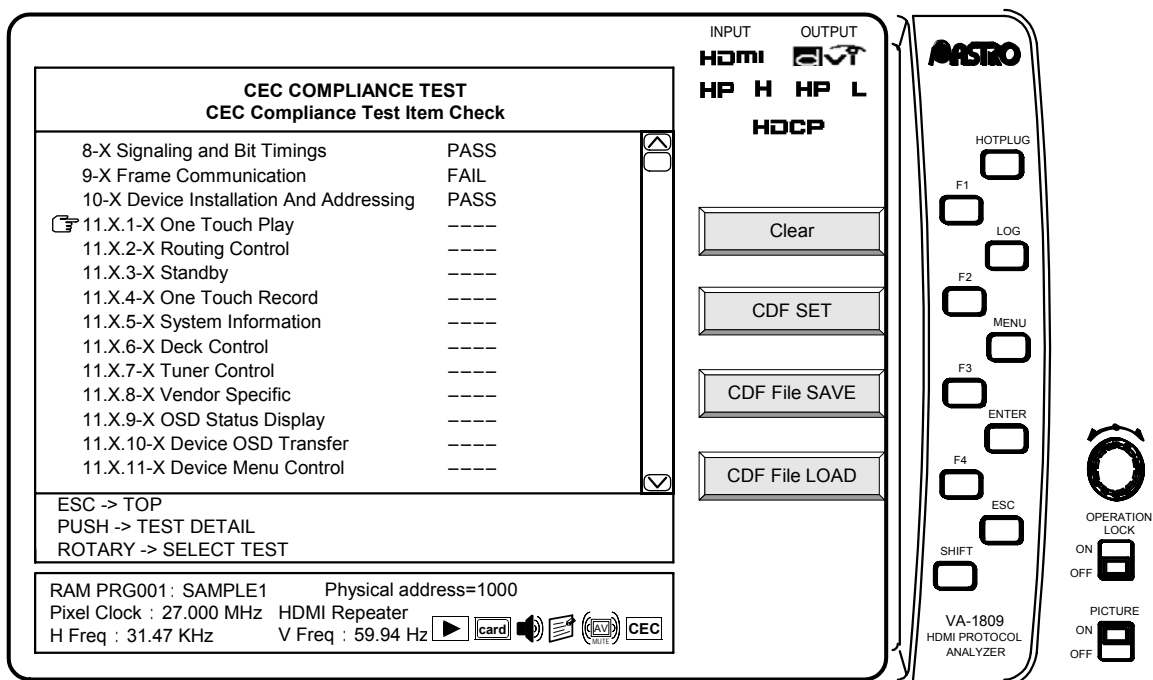 CEC COMPLIANCE TEST
CEC Compliance Test Item Check
8-X Signaling and Bit Timings PASS
9-X Frame Communication FAIL
10-X Device Installation And Addressing PASS
11.X.1-X One Touch Play ----
11.X.2-X Routing Control ----
11.X.3-X Standby ----
11.X.4-X One Touch Record ----
11.X.5-X System Information ----
11.X.6-X Deck Control ----
11.X.7-X Tuner Control ----
11.X.8-X Vendor Specific ----
11.X.9-X OSD Status Display ----
11.X.10-X Device OSD Transfer ----
11.X.11-X Device Menu Control ----
ESC -> TOP
PUSH -> TEST DETAIL
ROTARY -> SELECT TEST
RAM PRG001: SAMPLE1 Physical address=1000
Pixel Clock : 27.000 MHz HDMI Repeater
H Freq : 31.47 KHz V Freq : 59.94 Hz card AV MUTE CEC
INPUT OUTPUT
HDMI DVI
HP H HP L
HDCP
Clear
CDF SET
CDF File SAVE
CDF File LOAD
ASTRO
HOTPLUG
F1
LOG
F2
MENU
F3
ENTER
F4
ESC
SHIFT
VA-1809
HDMI PROTOCOL
ANALYZER
OPERATION
LOCK
ON
OFF
PICTURE
ON
OFF